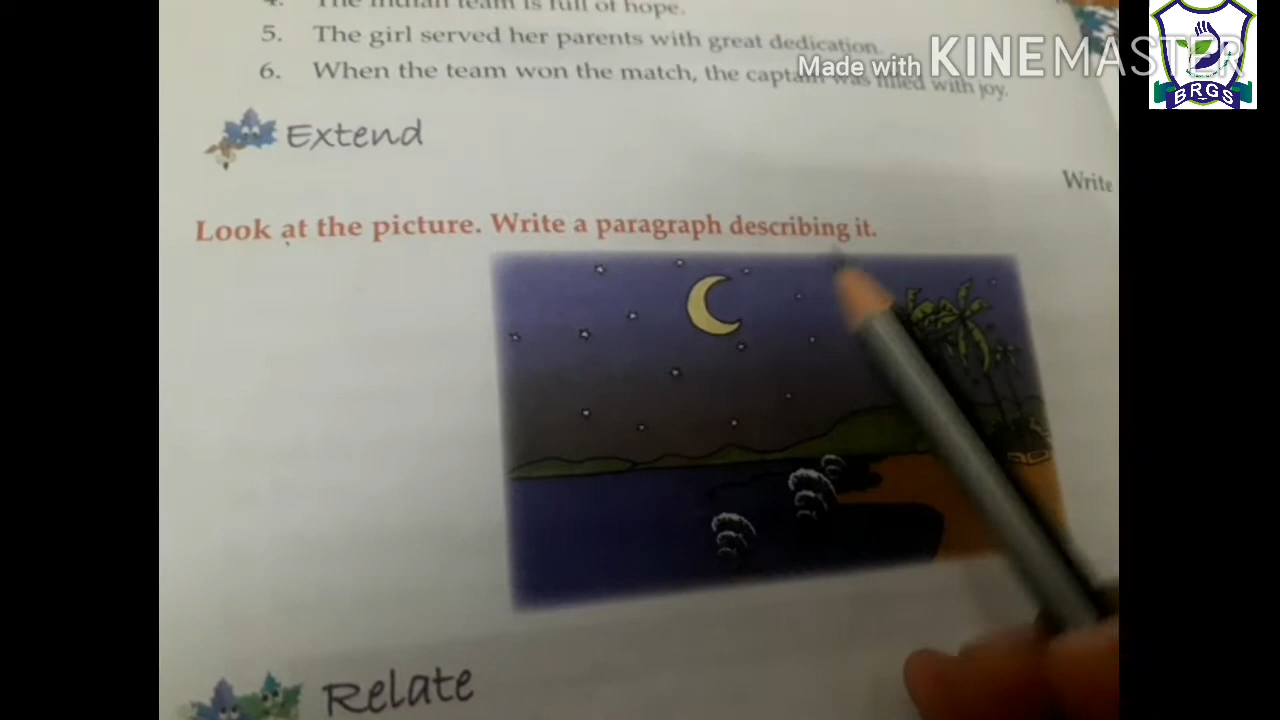 4. The Indian team is full of hope.
5. The girl served her parents with great dedication.
6. When the team won the match, the captain was filled with joy.
Made with KINEMASTER
BRGS
Extend
Write
Look at the picture. Write a paragraph describing it.
Relate